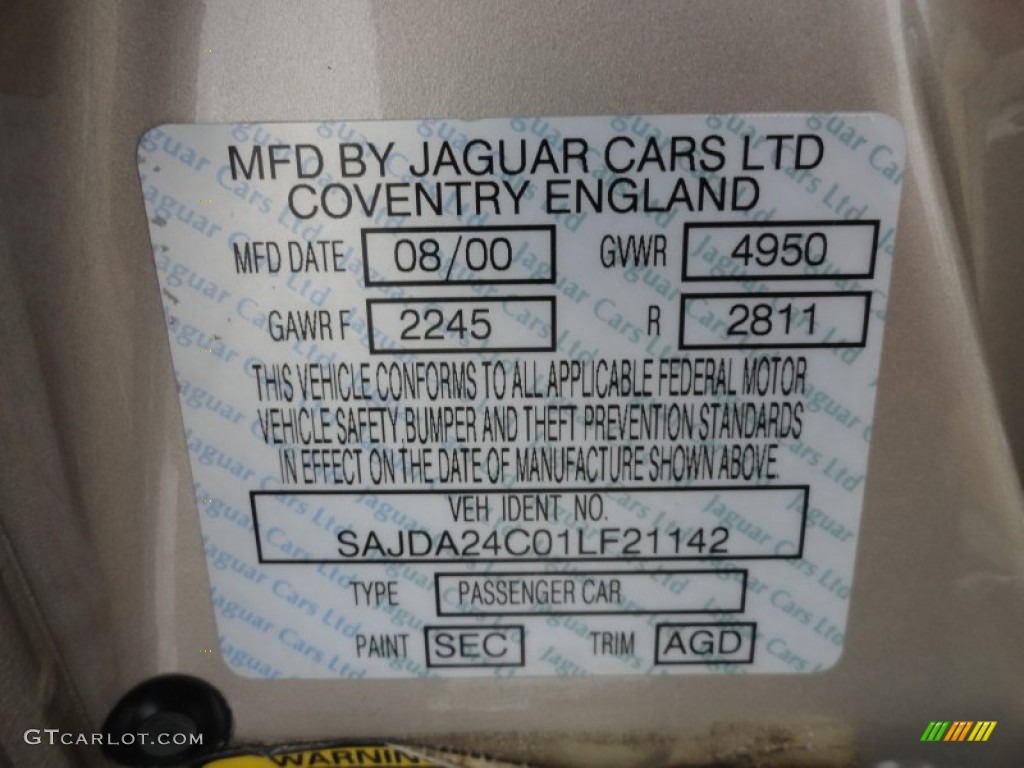 MFD BY JAGUAR CARS LTD
COVENTRY ENGLAND
MFD DATE 08/00 GVWR 4950
GAWR F 2245 R 2811
THIS VEHICLE CONFORMS TO ALL APPLICABLE FEDERAL MOTOR
VEHICLE SAFETY,BUMPER AND THEFT PREVENTION STANDARDS
IN EFFECT ON THE DATE OF MANUFACTURE SHOWN ABOVE.
VEH IDENT NO.
SAJDA24C01LF21142
TYPE PASSENGER CAR
PAINT SEC TRIM AGD
GTCARLOT.COM
WARNING